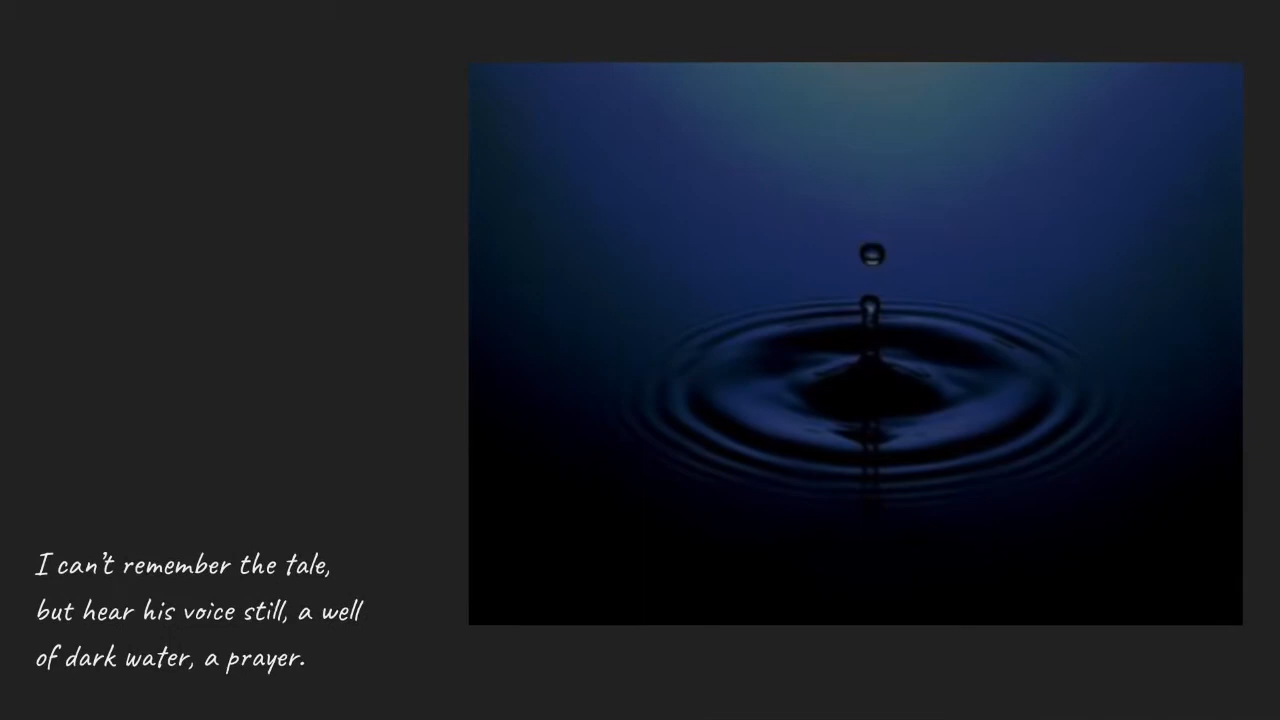 I can't remember the tale,
but hear his voice still, a well
of dark water, a prayer.